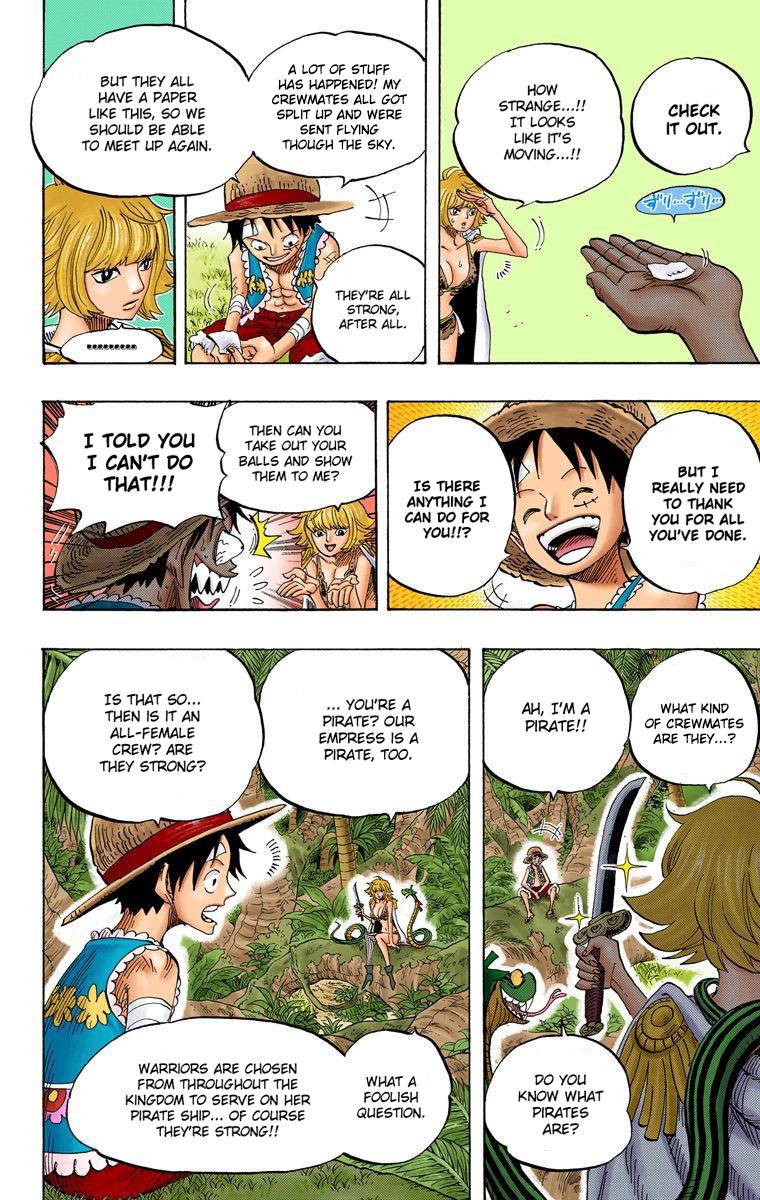 CHECK
IT OUT.
HOW
STRANGE...!!
IT LOOKS
LIKE IT'S
MOVING...!!
ズリ…ズリ…
A LOT OF STUFF
HAS HAPPENED! MY
CREWMATES ALL GOT
SPLIT UP AND WERE
SENT FLYING
THOUGH THE SKY.
THEY'RE ALL
STRONG,
AFTER ALL.
BUT THEY ALL
HAVE A PAPER
LIKE THIS, SO WE
SHOULD BE ABLE
TO MEET UP AGAIN.
.........
BUT I
REALLY NEED
TO THANK
YOU FOR ALL
YOU'VE DONE.
IS THERE
ANYTHING I
CAN DO FOR
YOU!!?
THEN CAN YOU
TAKE OUT YOUR
BALLS AND SHOW
THEM TO ME?
I TOLD YOU
I CAN'T DO
THAT!!!
WHAT KIND
OF CREWMATES
ARE THEY...?
AH, I'M A
PIRATE!!
DO YOU
KNOW WHAT
PIRATES
ARE?
... YOU'RE A
PIRATE? OUR
EMPRESS IS A
PIRATE, TOO.
IS THAT SO...
THEN IS IT AN
ALL-FEMALE
CREW? ARE
THEY STRONG?
WHAT A
FOOLISH
QUESTION.
WARRIORS ARE CHOSEN
FROM THROUGHOUT THE
KINGDOM TO SERVE ON HER
PIRATE SHIP... OF COURSE
THEY'RE STRONG!!